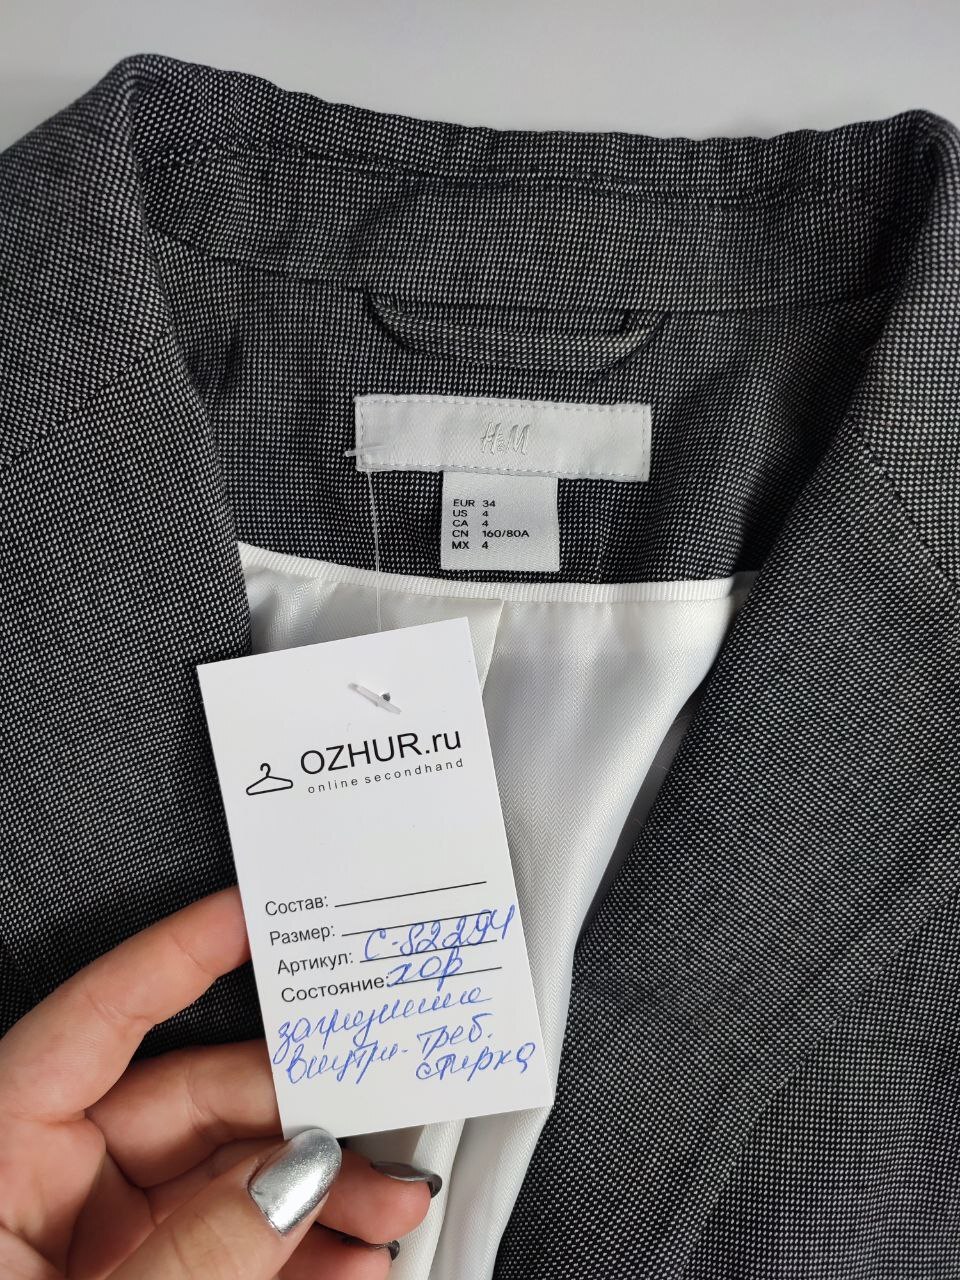 H&M
EUR 34
US 4
CA 4
CN 160/80A
MX 4
OZHUR.ru
online secondhand
Состав:
Размер:
Артикул: С-82294
Состояние: хор
загрязнение
внутри. треб.
стирка